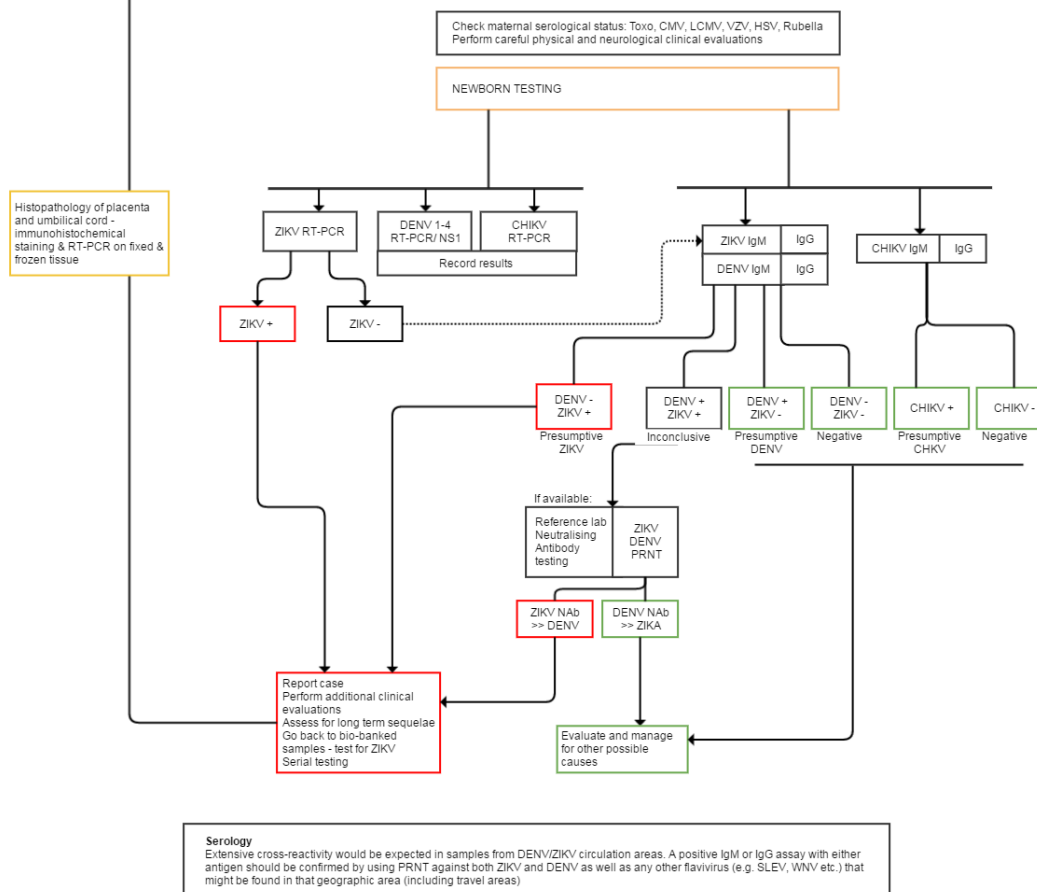 Check maternal serological status: Toxo, CMV, LCMV, VZV, HSV, Rubella
Perform careful physical and neurological clinical evaluations
NEWBORN TESTING
Histopathology of placenta
and umbilical cord -
immunohistochemical
staining & RT-PCR on fixed &
frozen tissue
ZIKV RT-PCR
DENV 1-4
RT-PCR/ NS1
CHIKV
RT-PCR
Record results
ZIKV IgM
IgG
DENV IgM
IgG
CHIKV IgM
IgG
ZIKV +
ZIKV -
DENV -
ZIKV +
Presumptive
ZIKV
DENV +
ZIKV +
Inconclusive
DENV +
ZIKV -
Presumptive
DENV
DENV -
ZIKV -
Negative
CHIKV +
Presumptive
CHKV
CHIKV -
Negative
If available:
Reference lab
Neutralising
Antibody
testing
ZIKV
DENV
PRNT
ZIKV NAb
>> DENV
DENV NAb
>> ZIKA
Report case
Perform additional clinical
evaluations
Assess for long term sequelae
Go back to bio-banked
samples - test for ZIKV
Serial testing
Evaluate and manage
for other possible
causes
Serology
Extensive cross-reactivity would be expected in samples from DENV/ZIKV circulation areas. A positive IgM or IgG assay with either
antigen should be confirmed by using PRNT against both ZIKV and DENV as well as any other flavivirus (e.g. SLEV, WNV etc.) that
might be found in that geographic area (including travel areas)